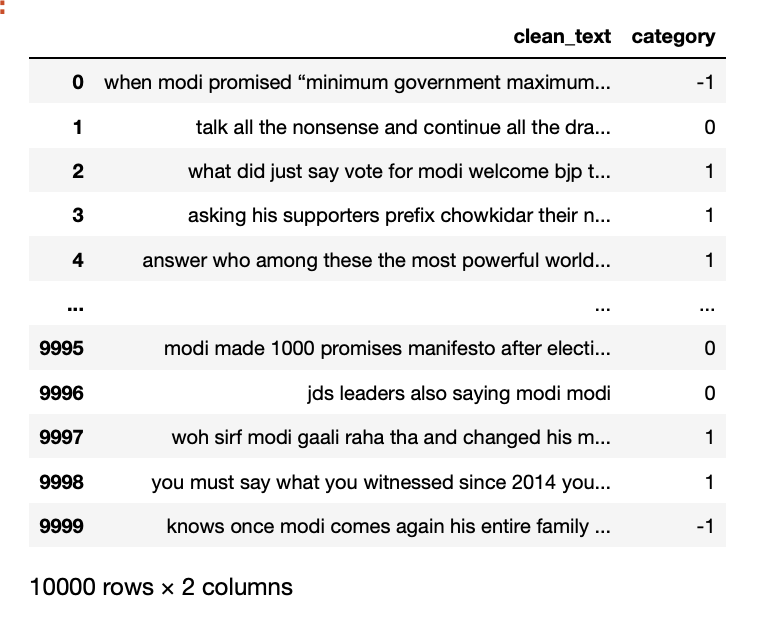 :
clean_text category
0 when modi promised “minimum government maximum... -1
1 talk all the nonsense and continue all the dra... 0
2 what did just say vote for modi welcome bjp t... 1
3 asking his supporters prefix chowkidar their n... 1
4 answer who among these the most powerful world... 1
... ... ...
9995 modi made 1000 promises manifesto after electi... 0
9996 jds leaders also saying modi modi 0
9997 woh sirf modi gaali raha tha and changed his m... 1
9998 you must say what you witnessed since 2014 you... 1
9999 knows once modi comes again his entire family ... -1
10000 rows × 2 columns